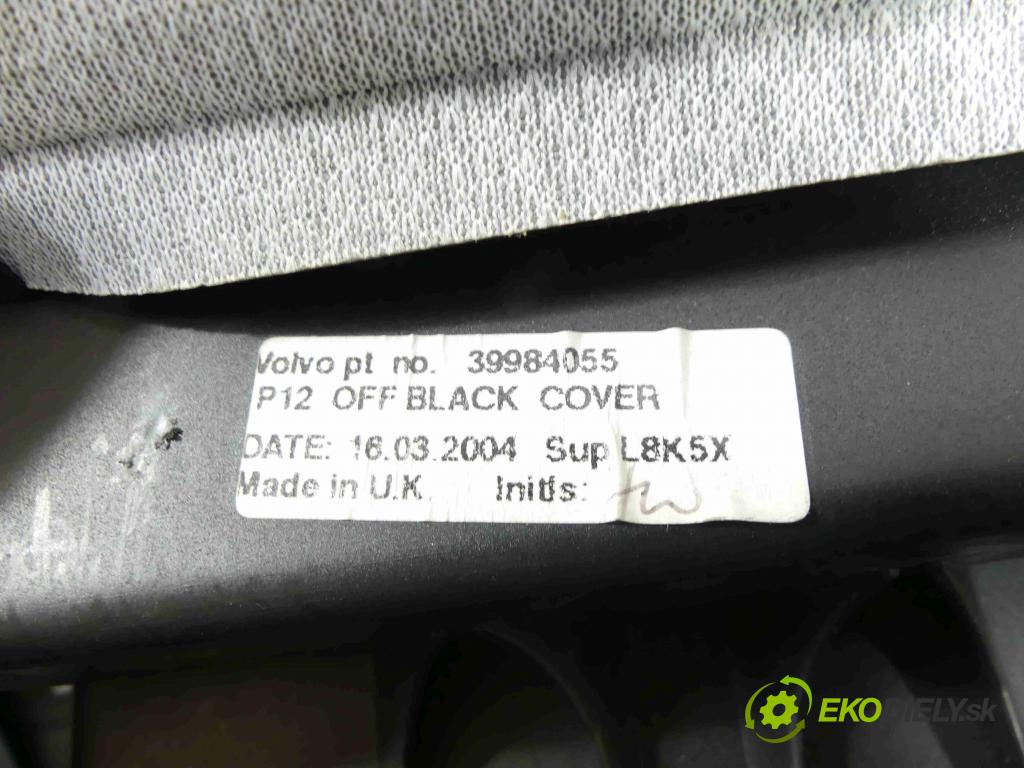 Volvo pt no. 39984055
P12 OFF BLACK COVER
DATE: 16.03.2004 Sup L8K5X
Made in U.K. Initls:
EKODIELY.sk